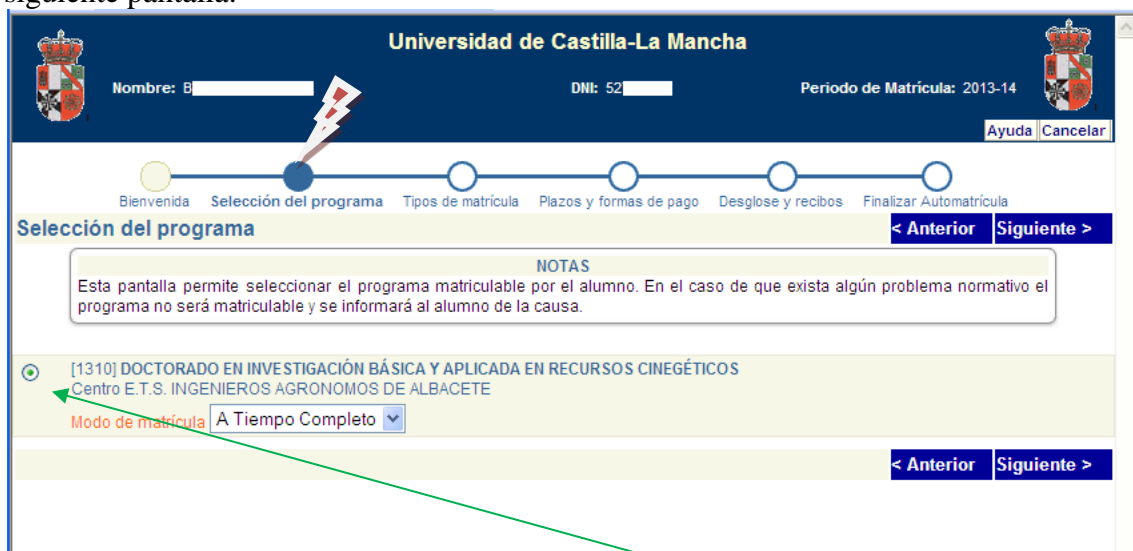 siguiente pantalla:
Universidad de Castilla-La Mancha
Nombre: B DNI: 52 Periodo de Matrícula: 2013-14
Ayuda Cancelar
Bienvenida Selección del programa Tipos de matrícula Plazos y formas de pago Desglose y recibos Finalizar Automatrícula
Selección del programa < Anterior Siguiente >
NOTAS
Esta pantalla permite seleccionar el programa matriculable por el alumno. En el caso de que exista algún problema normativo el
programa no será matriculable y se informará al alumno de la causa.
[1310] DOCTORADO EN INVESTIGACIÓN BÁSICA Y APLICADA EN RECURSOS CINEGÉTICOS
Centro E.T.S. INGENIEROS AGRONOMOS DE ALBACETE
Modo de matrícula A Tiempo Completo
< Anterior Siguiente >